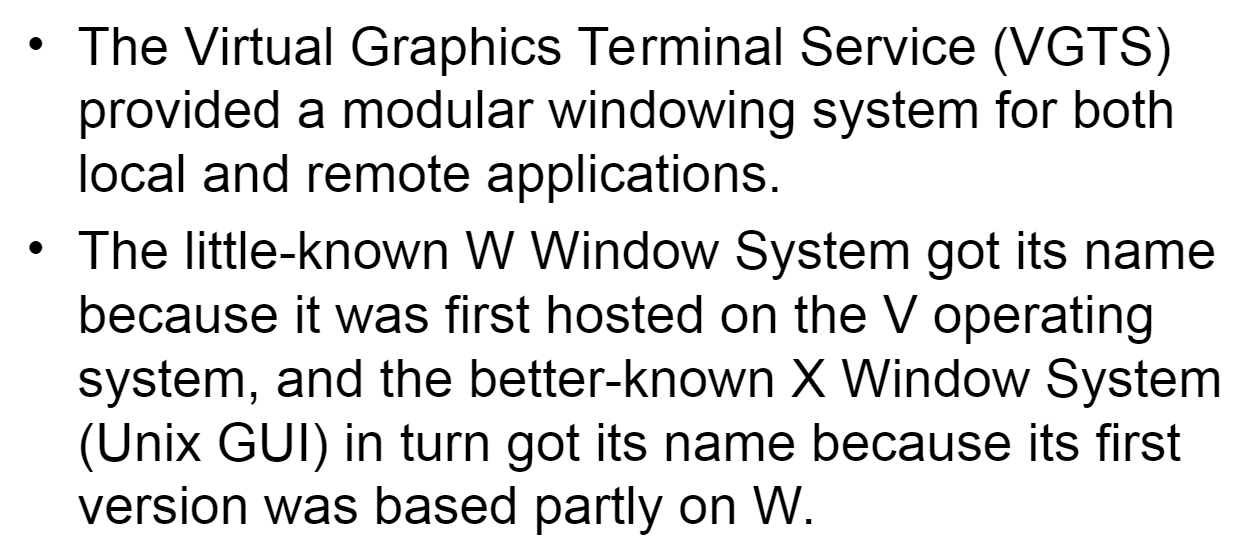 • The Virtual Graphics Terminal Service (VGTS)
provided a modular windowing system for both
local and remote applications.
• The little-known W Window System got its name
because it was first hosted on the V operating
system, and the better-known X Window System
(Unix GUI) in turn got its name because its first
version was based partly on W.